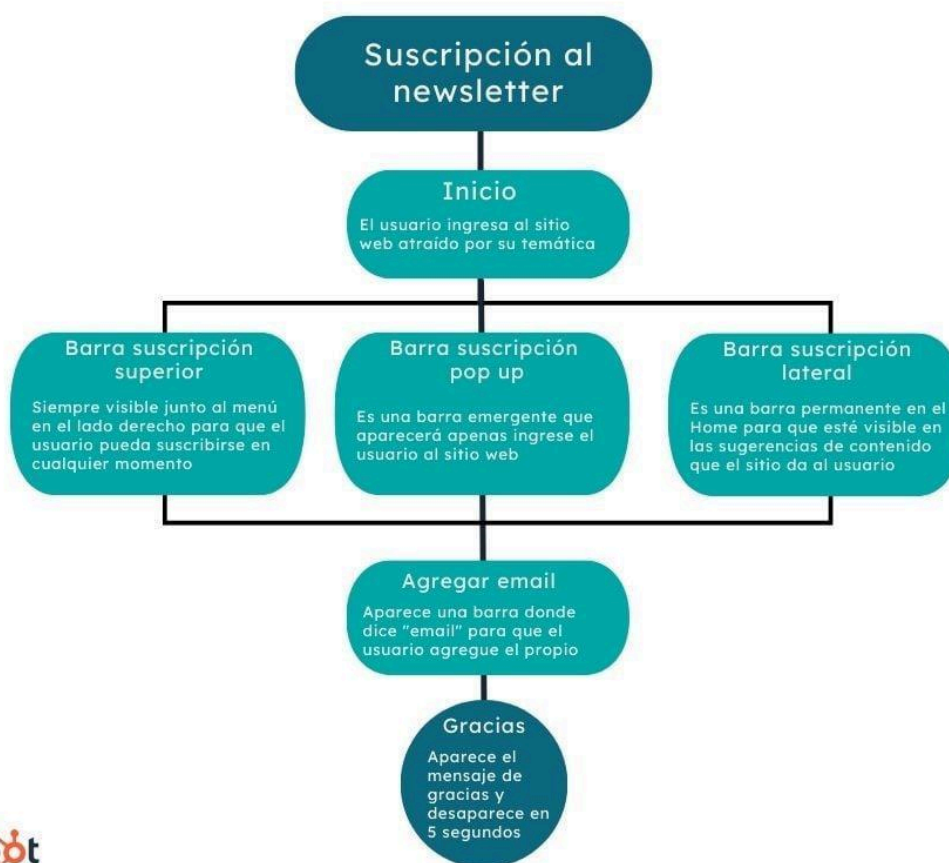 Suscripción al
newsletter
Inicio
El usuario ingresa al sitio
web atraído por su temática
Barra suscripción
superior
Siempre visible junto al menú
en el lado derecho para que el
usuario pueda suscribirse en
cualquier momento
Barra suscripción
pop up
Es una barra emergente que
aparecerá apenas ingrese el
usuario al sitio web
Barra suscripción
lateral
Es una barra permanente en el
Home para que esté visible en
las sugerencias de contenido
que el sitio da al usuario
Agregar email
Aparece una barra donde
dice "email" para que el
usuario agregue el propio
Gracias
Aparece el
mensaje de
gracias y
desaparece en
5 segundos